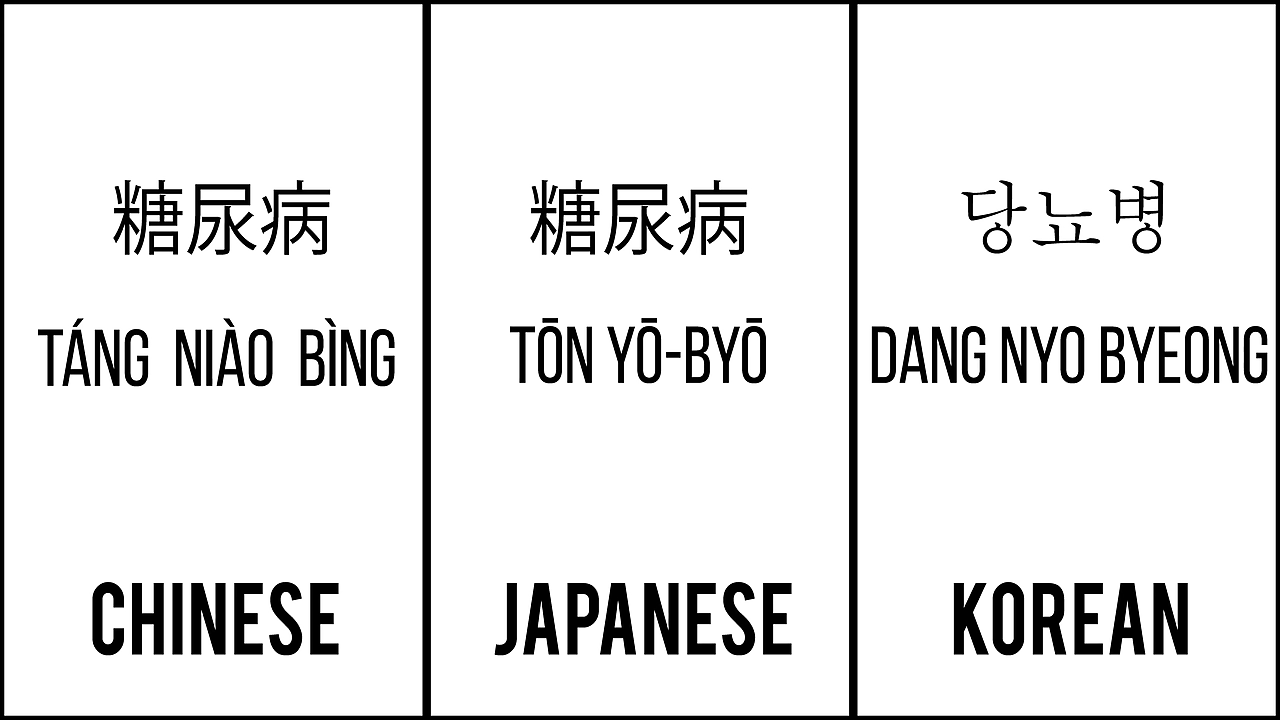 糖尿病
TÁNG NIÀO BÌNG
CHINESE
糖尿病
TŌN YŌ-BYŌ
JAPANESE
당뇨병
DANG NYO BYEONG
KOREAN